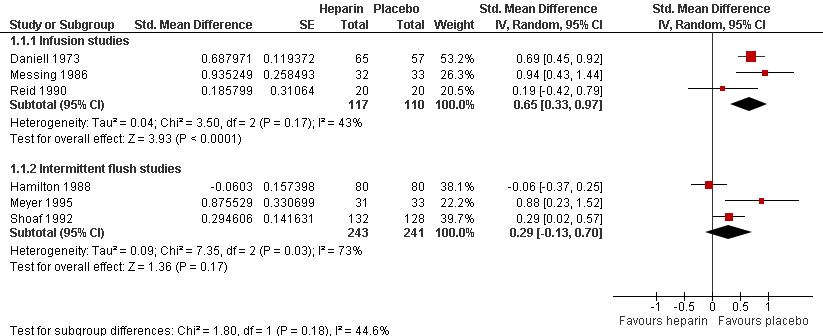 Heparin Placebo Std. Mean Difference Std. Mean Difference
Study or Subgroup Std. Mean Difference SE Total Total Weight IV, Random, 95% CI IV, Random, 95% CI
1.1.1 Infusion studies
Daniell 1973 0.687971 0.119372 65 57 53.2% 0.69 [0.45, 0.92]
Messing 1986 0.935249 0.258493 32 33 26.3% 0.94 [0.43, 1.44]
Reid 1990 0.185799 0.31064 20 20 20.5% 0.19 [-0.42, 0.79]
Subtotal (95% CI) 117 110 100.0% 0.65 [0.33, 0.97]
Heterogeneity: Tau² = 0.04; Chi² = 3.50, df = 2 (P = 0.17); I² = 43%
Test for overall effect: Z = 3.93 (P < 0.0001)
1.1.2 Intermittent flush studies
Hamilton 1988 -0.0603 0.157398 80 80 38.1% -0.06 [-0.37, 0.25]
Meyer 1995 0.875529 0.330699 31 33 22.2% 0.88 [0.23, 1.52]
Shoaf 1992 0.294606 0.141631 132 128 39.7% 0.29 [0.02, 0.57]
Subtotal (95% CI) 243 241 100.0% 0.29 [-0.13, 0.70]
Heterogeneity: Tau² = 0.09; Chi² = 7.35, df = 2 (P = 0.03); I² = 73%
Test for overall effect: Z = 1.36 (P = 0.17)
-1 -0.5 0 0.5 1
Favours heparin Favours placebo
Test for subgroup differences: Chi² = 1.80, df = 1 (P = 0.18), I² = 44.6%